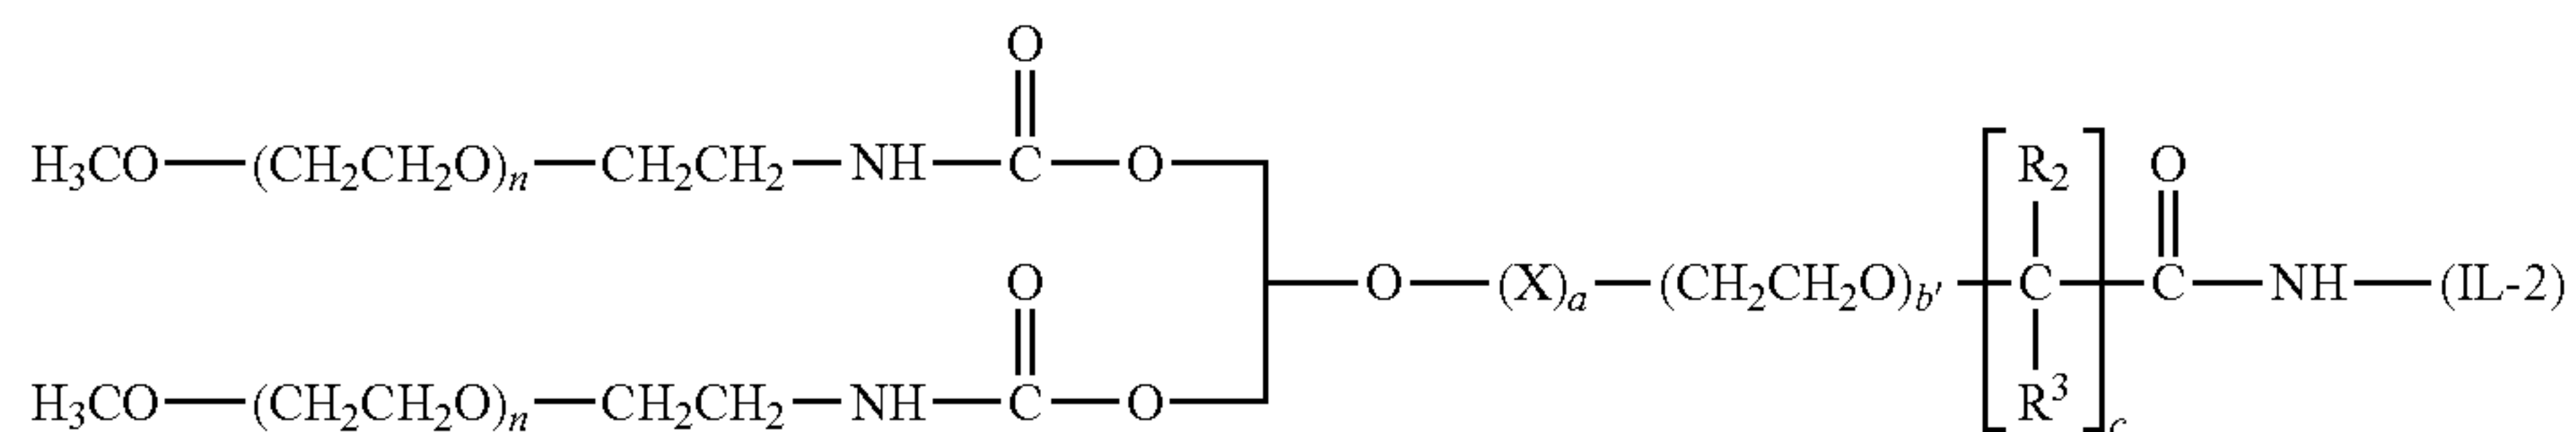 O
H₃CO—(CH₂CH₂O)ₙ—CH₂CH₂—NH—C—O
R₂ O
O—(X)ₐ—(CH₂CH₂O)b'—C—C—NH—(IL-2)
O R³ c
H₃CO—(CH₂CH₂O)ₙ—CH₂CH₂—NH—C—O